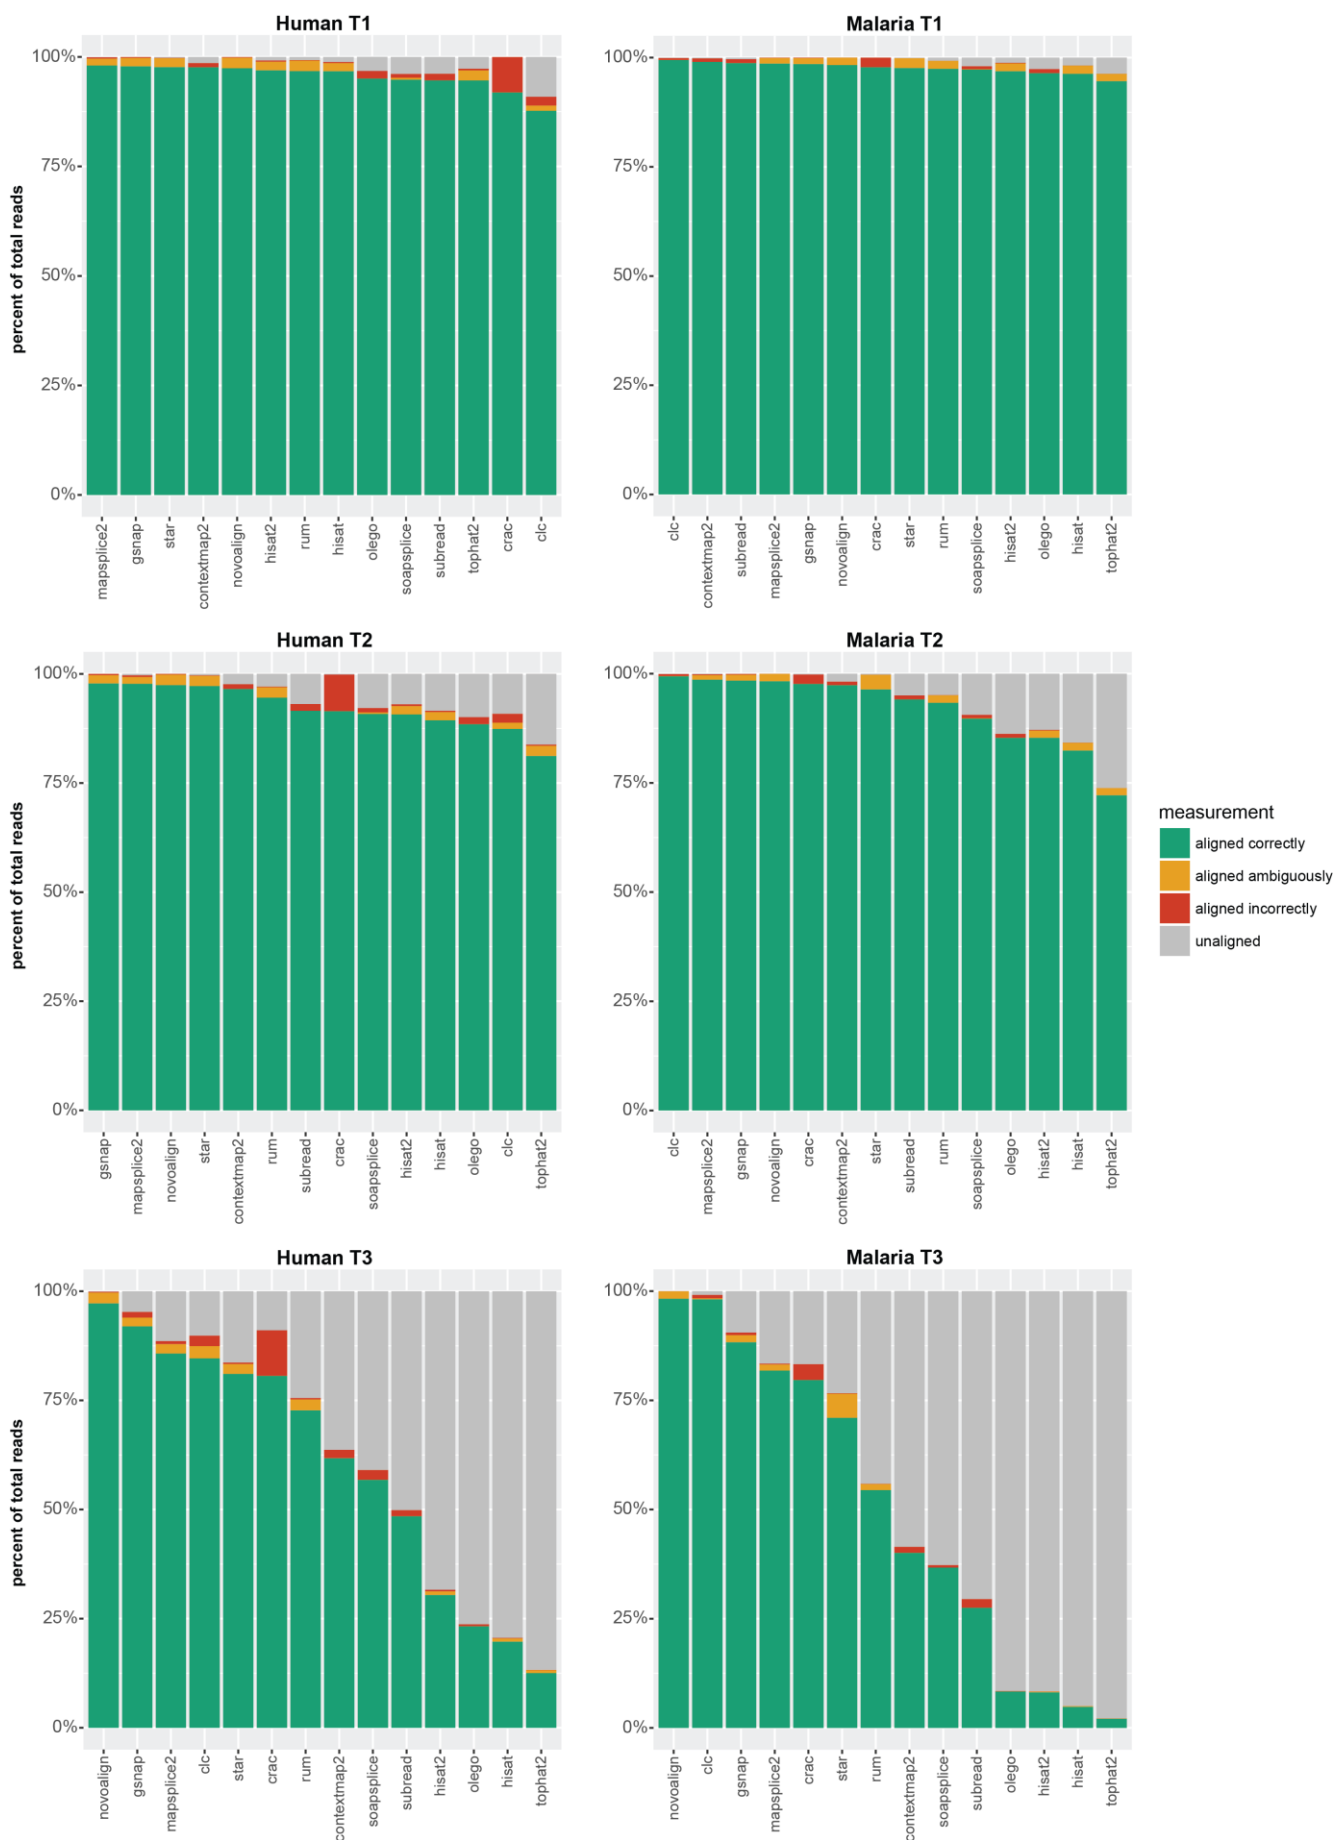 Human T1
Malaria T1
percent of total reads
100%
75%
50%
25%
0%
mapsplice2
gsnap
star
contextmap2
novoalign
hisat2
rum
hisat
olego
soapsplice
subread
tophat2
crac
clc
100%
75%
50%
25%
0%
clc
contextmap2
subread
mapsplice2
gsnap
novoalign
crac
star
rum
soapsplice
hisat2
olego
hisat
tophat2
Human T2
Malaria T2
percent of total reads
100%
75%
50%
25%
0%
gsnap
mapsplice2
novoalign
star
contextmap2
rum
subread
crac
soapsplice
hisat2
hisat
olego
clc
tophat2
100%
75%
50%
25%
0%
clc
mapsplice2
gsnap
novoalign
crac
contextmap2
star
subread
rum
soapsplice
olego
hisat2
hisat
tophat2
measurement
aligned correctly
aligned ambiguously
aligned incorrectly
unaligned
Human T3
Malaria T3
percent of total reads
100%
75%
50%
25%
0%
novoalign
gsnap
mapsplice2
clc
star
crac
rum
contextmap2
soapsplice
subread
hisat2
olego
hisat
tophat2
100%
75%
50%
25%
0%
novoalign
clc
gsnap
mapsplice2
crac
star
rum
contextmap2
soapsplice
subread
olego
hisat2
hisat
tophat2